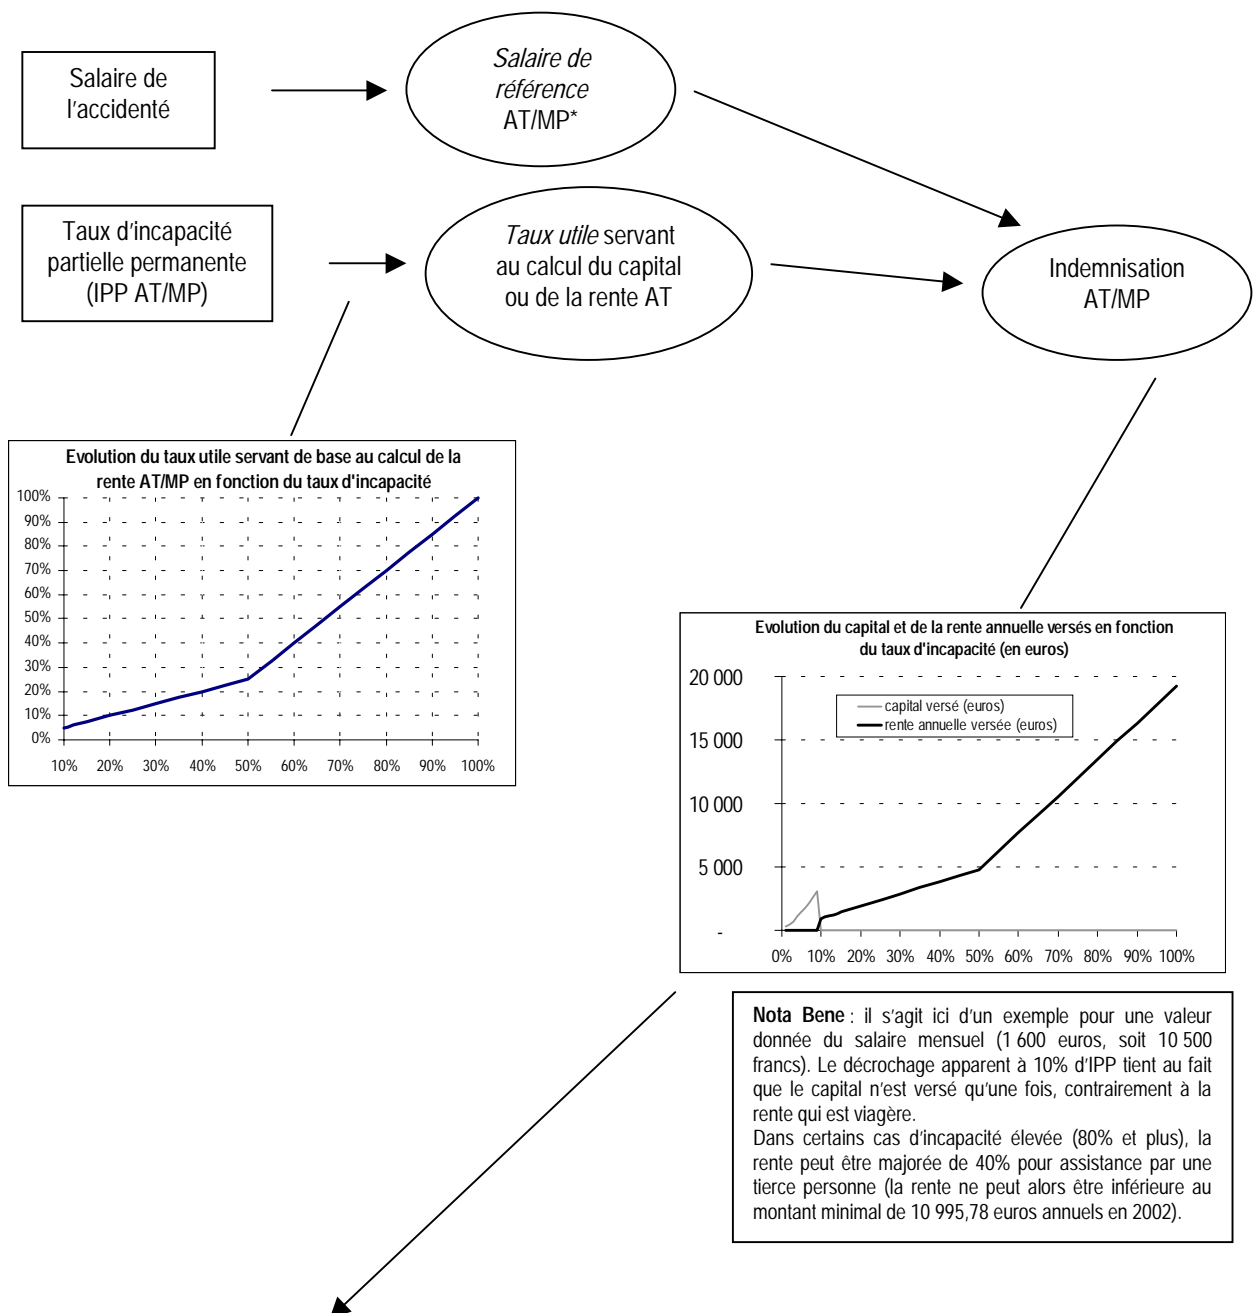 Salaire de
l'accidenté
Salaire de
référence
AT/MP*
Taux d'incapacité
partielle permanente
(IPP AT/MP)
Taux utile servant
au calcul du capital
ou de la rente AT
Indemnisation
AT/MP
Evolution du taux utile servant de base au calcul de la
rente AT/MP en fonction du taux d'incapacité
100%
90%
80%
70%
60%
50%
40%
30%
20%
10%
0%
10% 20% 30% 40% 50% 60% 70% 80% 90% 100%
Evolution du capital et de la rente annuelle versés en fonction
du taux d'incapacité (en euros)
20 000
capital versé (euros)
rente annuelle versée (euros)
15 000
10 000
5 000
-
0% 10% 20% 30% 40% 50% 60% 70% 80% 90% 100%
Nota Bene : il s'agit ici d'un exemple pour une valeur
donnée du salaire mensuel (1 600 euros, soit 10 500
francs). Le décrochage apparent à 10% d'IPP tient au fait
que le capital n'est versé qu'une fois, contrairement à la
rente qui est viagère.
Dans certains cas d'incapacité élevée (80% et plus), la
rente peut être majorée de 40% pour assistance par une
tierce personne (la rente ne peut alors être inférieure au
montant minimal de 10 995,78 euros annuels en 2002).